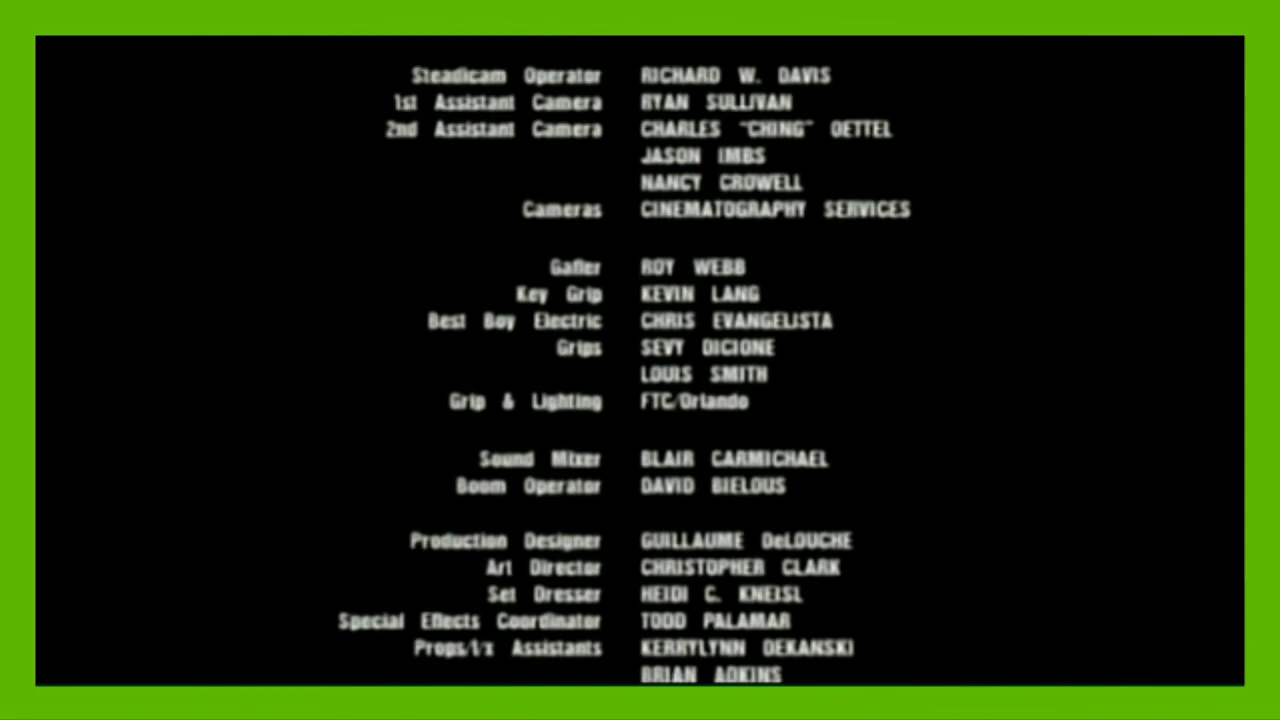 Steadicam Operator RICHARD W. DAVIS
1st Assistant Camera RYAN SULLIVAN
2nd Assistant Camera CHARLES "CHING" OETTEL
JASON IMBS
NANCY CROWELL
Cameras CINEMATOGRAPHY SERVICES
Gaffer ROY WEBB
Key Grip KEVIN LANG
Best Boy Electric CHRIS EVANGELISTA
Grips SEVY DICIONE
LOUIS SMITH
Grip & Lighting FTC/Orlando
Sound Mixer BLAIR CARMICHAEL
Boom Operator DAVID BIELOUS
Production Designer GUILLAUME DeLOUCHE
Art Director CHRISTOPHER CLARK
Set Dresser HEIDI C. KNEISL
Special Effects Coordinator TODD PALAMAR
Props/f/x Assistants KERRYLYNN DEKANSKI
BRIAN ADKINS